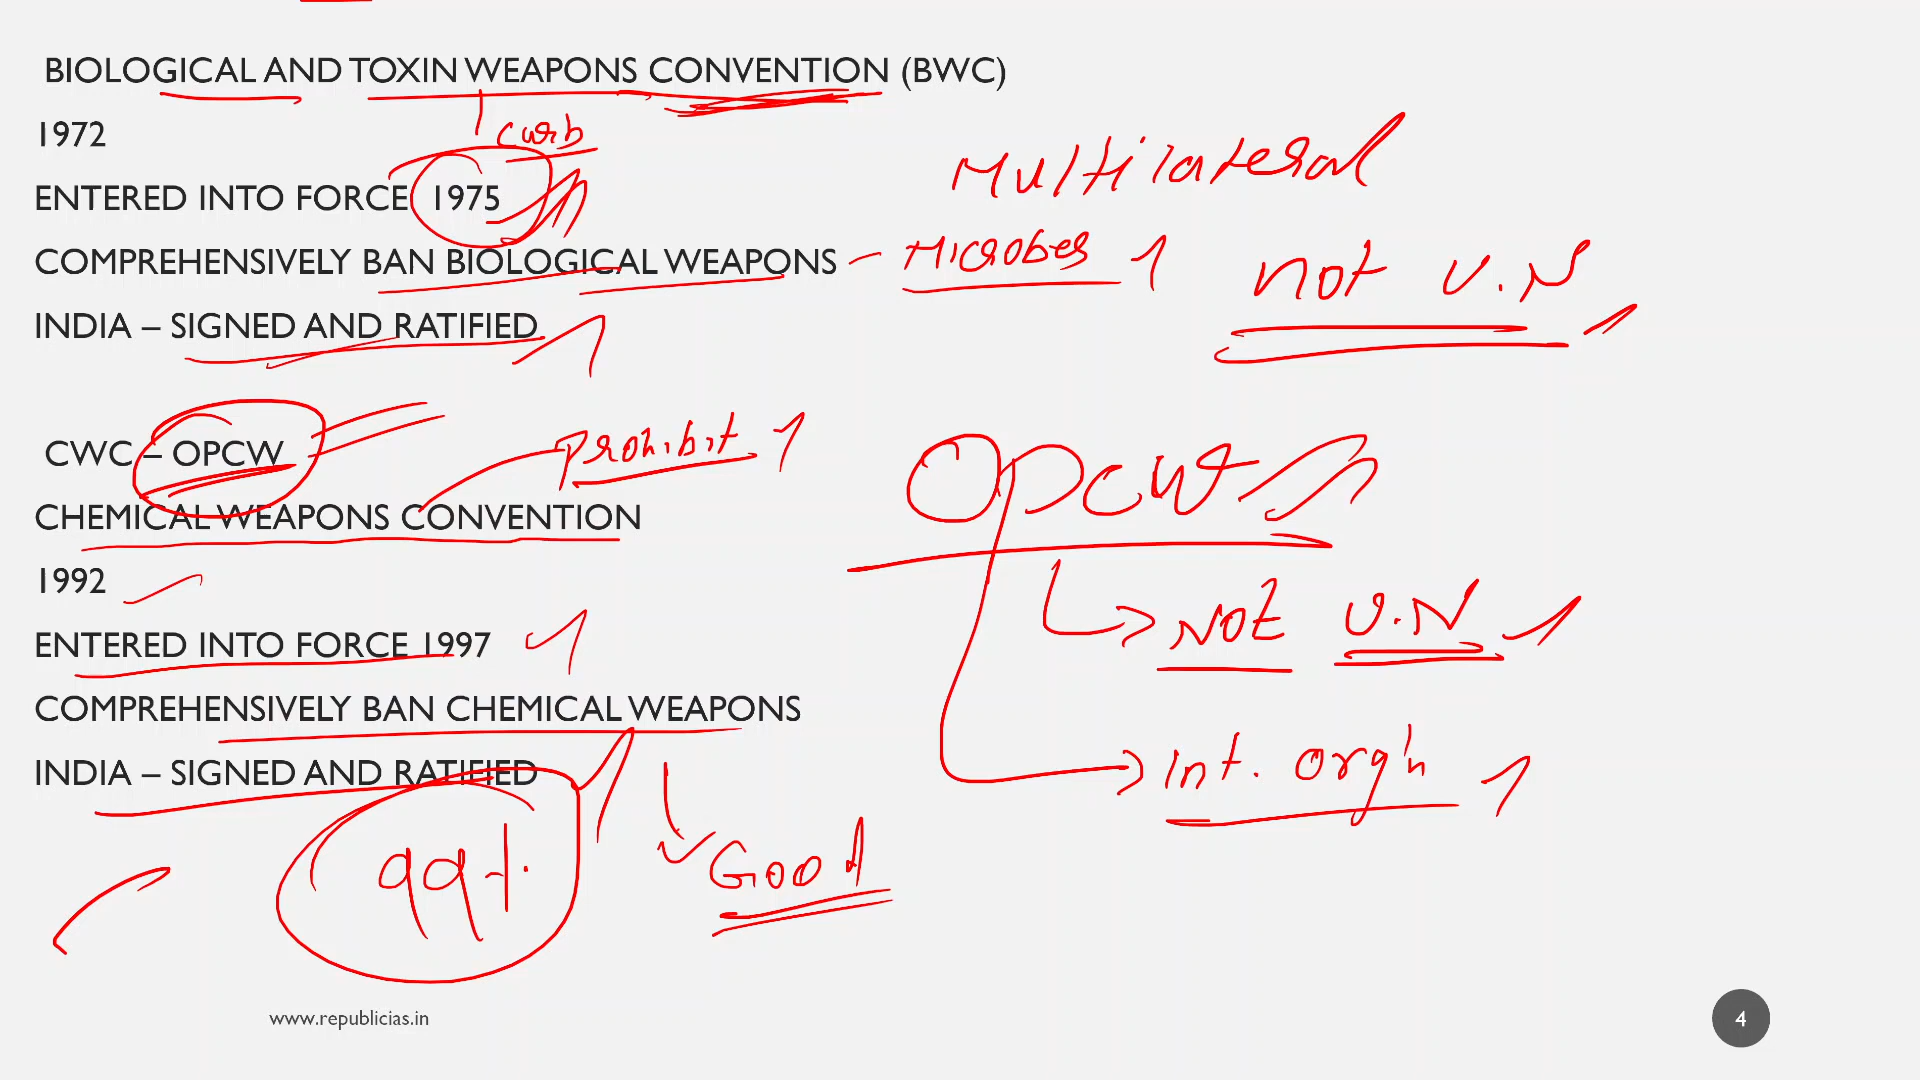 BIOLOGICAL AND TOXIN WEAPONS CONVENTION (BWC)
1972
curb
Multilateral
ENTERED INTO FORCE 1975
COMPREHENSIVELY BAN BIOLOGICAL WEAPONS
Microbes
not U.N
INDIA – SIGNED AND RATIFIED
CWC – OPCW
Prohibit
OPCW
CHEMICAL WEAPONS CONVENTION
1992
NOT U.N
ENTERED INTO FORCE 1997
COMPREHENSIVELY BAN CHEMICAL WEAPONS
INDIA – SIGNED AND RATIFIED
Int. orgn
99%
Good
www.republicias.in
4